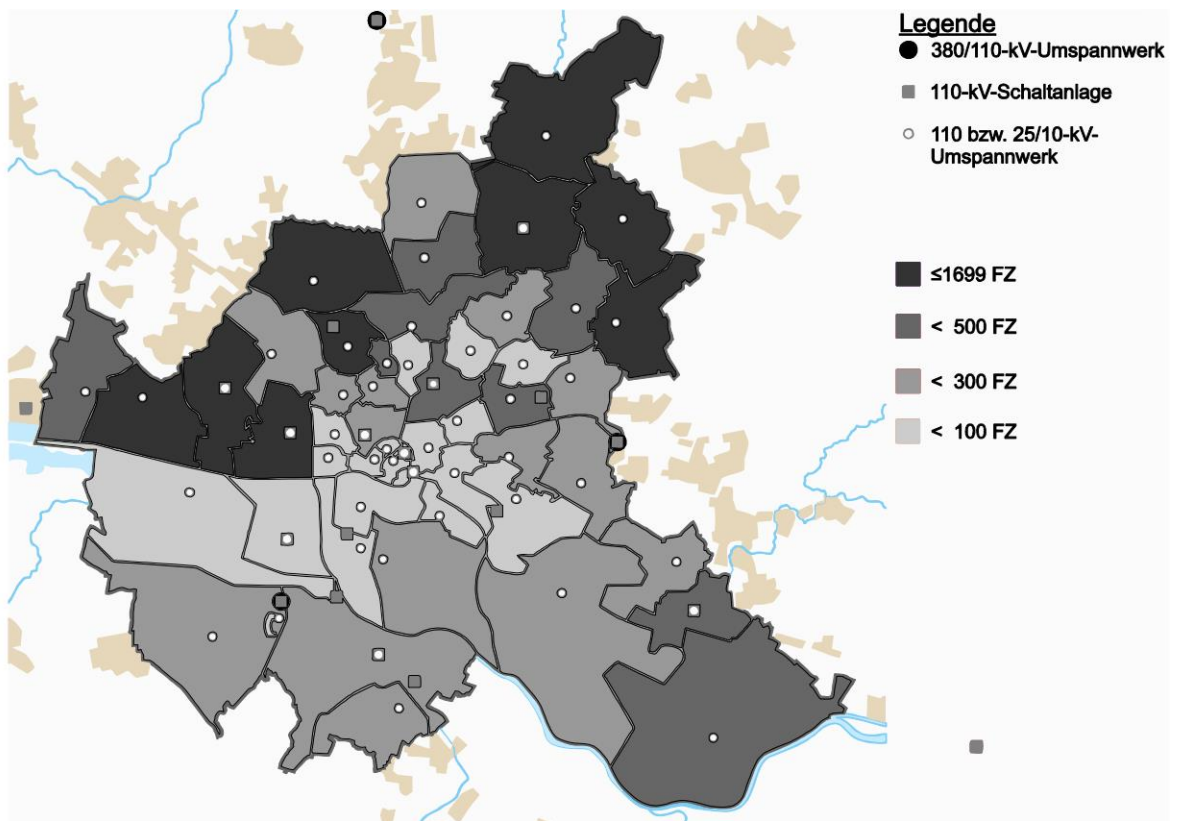 Legende
380/110-kV-Umspannwerk
110-kV-Schaltanlage
110 bzw. 25/10-kV-
Umspannwerk
≤1699 FZ
< 500 FZ
< 300 FZ
< 100 FZ